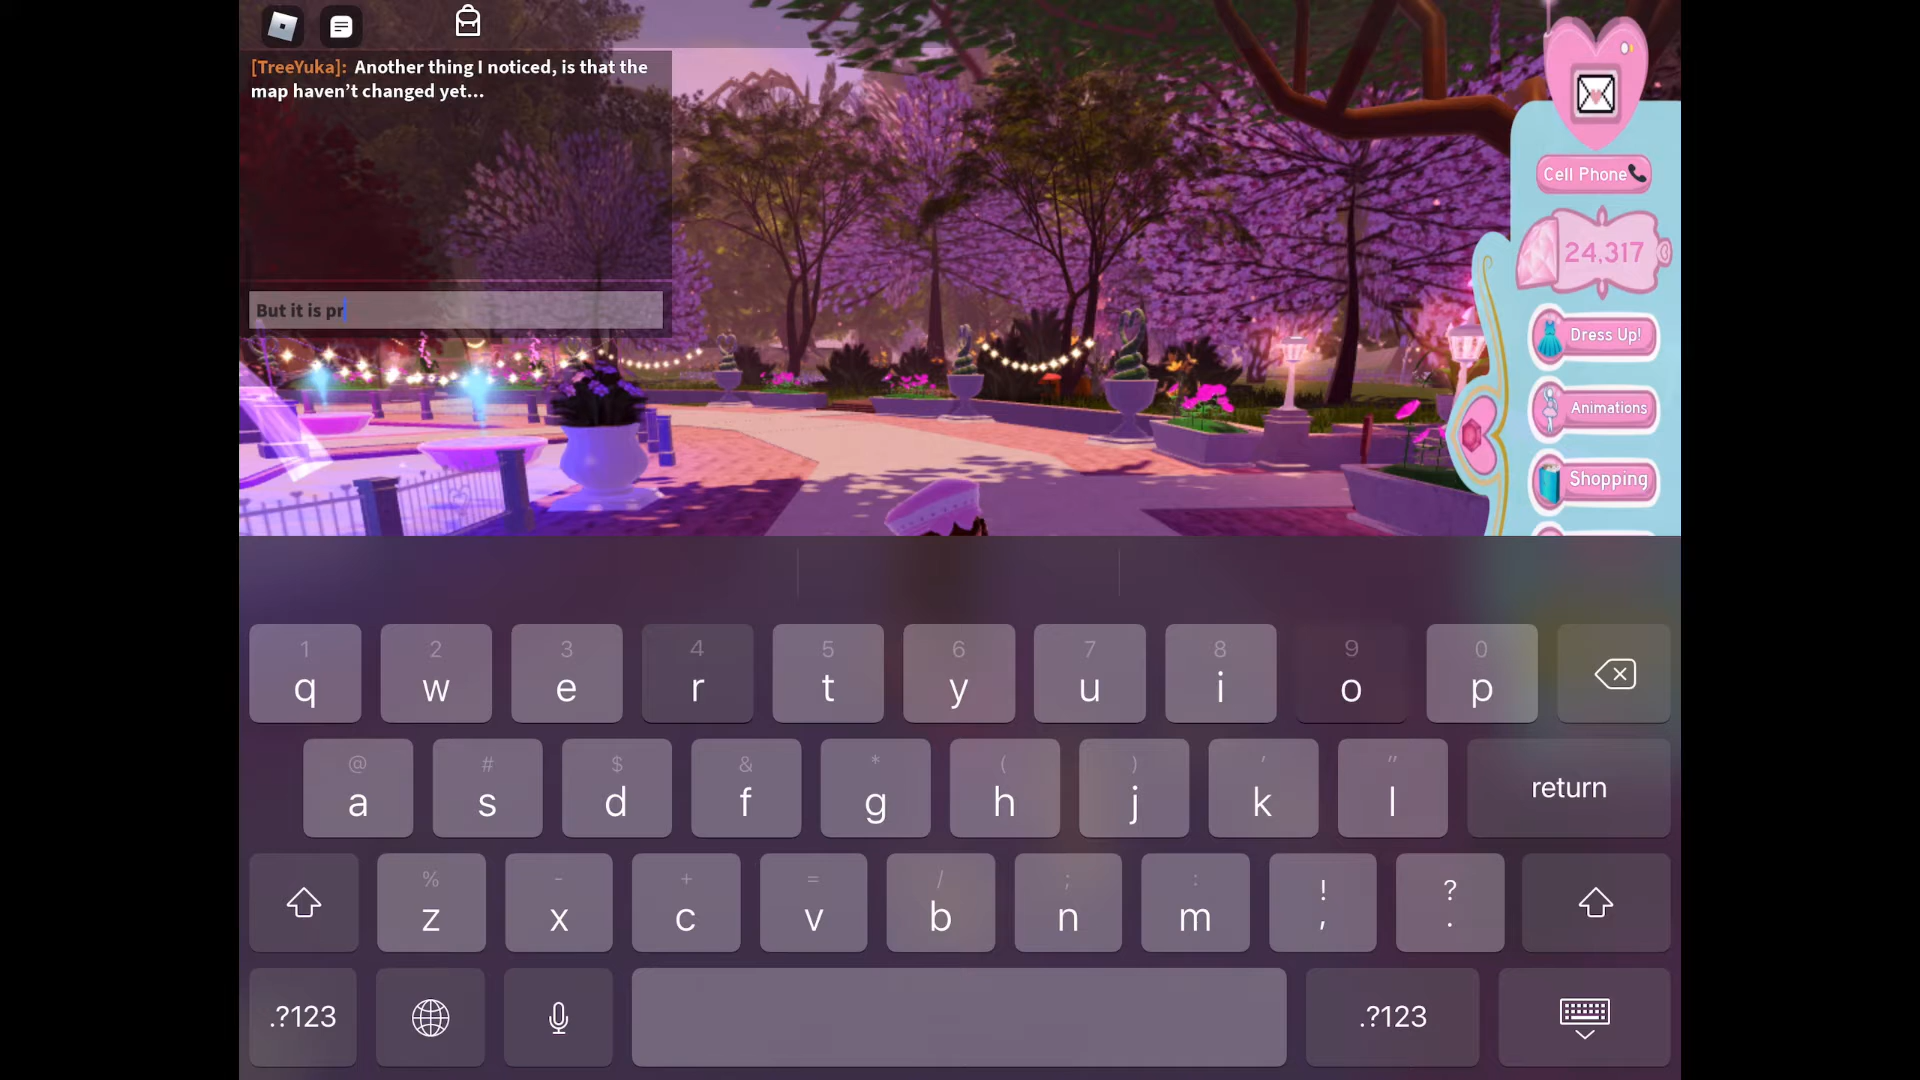 [TreeYuka]: Another thing I noticed, is that the
map haven’t changed yet...
But it is pr
Cell Phone
24,317
Dress Up!
Animations
Shopping
1 2 3 4 5 6 7 8 9 0
q w e r t y u i o p
@ # $ & * ( ) ' "
a s d f g h j k l return
% - + = / ; : ! ?
z x c v b n m , .
.?123 .?123